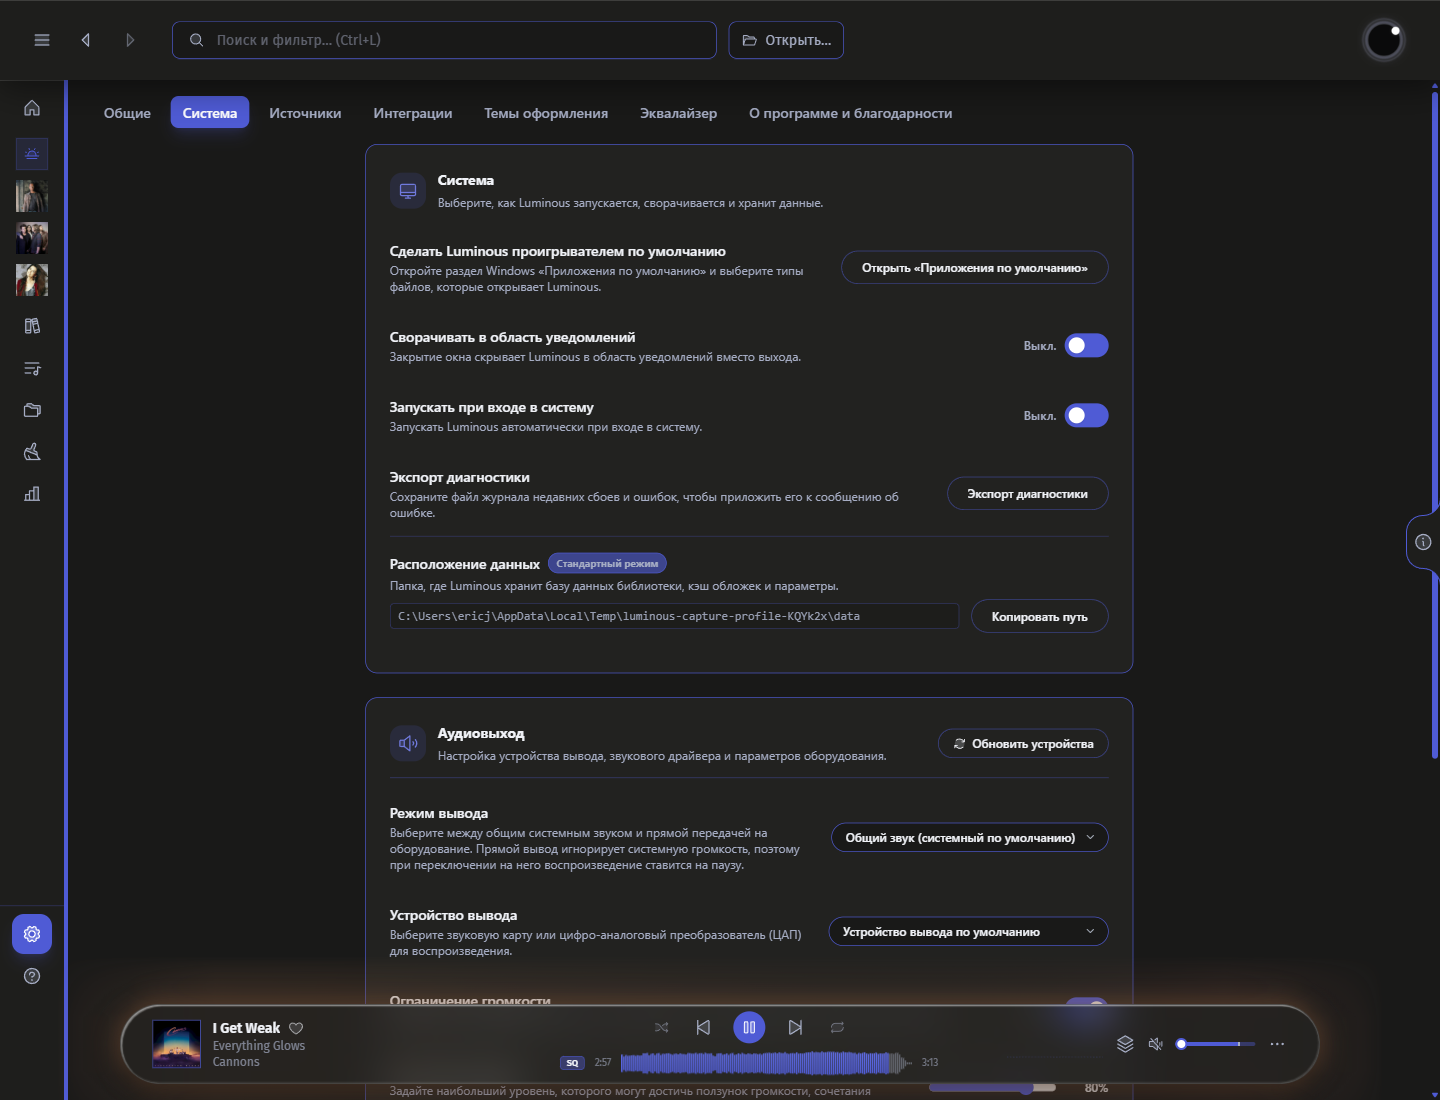 Поиск и фильтр... (Ctrl+L)
Открыть...
Общие
Система
Источники
Интеграции
Темы оформления
Эквалайзер
О программе и благодарности
Система
Выберите, как Luminous запускается, сворачивается и хранит данные.
Сделать Luminous проигрывателем по умолчанию
Откройте раздел Windows «Приложения по умолчанию» и выберите типы
файлов, которые открывает Luminous.
Открыть «Приложения по умолчанию»
Сворачивать в область уведомлений
Закрытие окна скрывает Luminous в область уведомлений вместо выхода.
Выкл.
Запускать при входе в систему
Запускать Luminous автоматически при входе в систему.
Выкл.
Экспорт диагностики
Сохраните файл журнала недавних сбоев и ошибок, чтобы приложить его к сообщению об
ошибке.
Экспорт диагностики
Расположение данных
Стандартный режим
Папка, где Luminous хранит базу данных библиотеки, кэш обложек и параметры.
C:\Users\ericj\AppData\Local\Temp\luminous-capture-profile-KQYk2x\data
Копировать путь
Аудиовыход
Настройка устройства вывода, звукового драйвера и параметров оборудования.
Обновить устройства
Режим вывода
Выберите между общим системным звуком и прямой передачей на
оборудование. Прямой вывод игнорирует системную громкость, поэтому
при переключении на него воспроизведение ставится на паузу.
Общий звук (системный по умолчанию)
Устройство вывода
Выберите звуковую карту или цифро-аналоговый преобразователь (ЦАП)
для воспроизведения.
Устройство вывода по умолчанию
Ограничение громкости
I Get Weak
Everything Glows
Cannons
SQ
2:57
3:13
Задайте наибольший уровень, которого могут достичь ползунок громкости, сочетания
80%